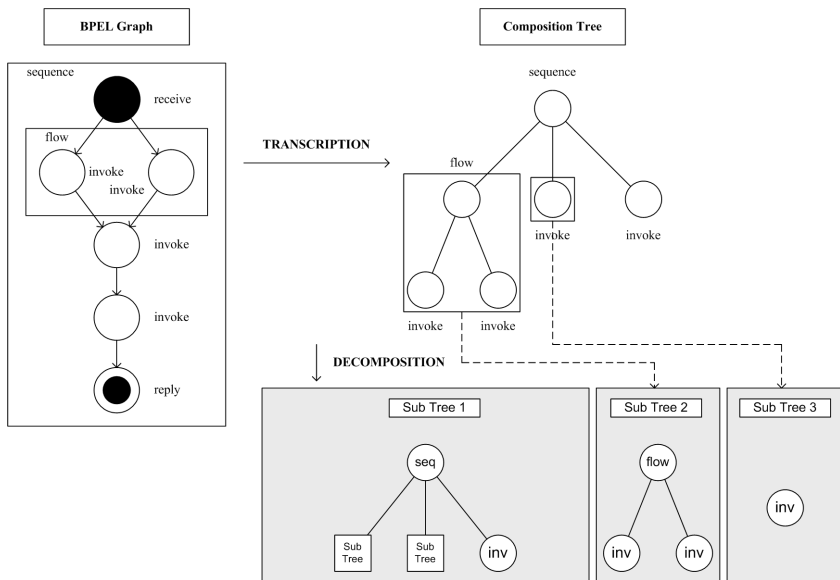 BPEL Graph
Composition Tree
sequence
receive
flow
invoke
invoke
invoke
invoke
reply
TRANSCRIPTION
sequence
flow
invoke
invoke
invoke
invoke
DECOMPOSITION
Sub Tree 1
seq
Sub
Tree
Sub
Tree
inv
Sub Tree 2
flow
inv
inv
Sub Tree 3
inv